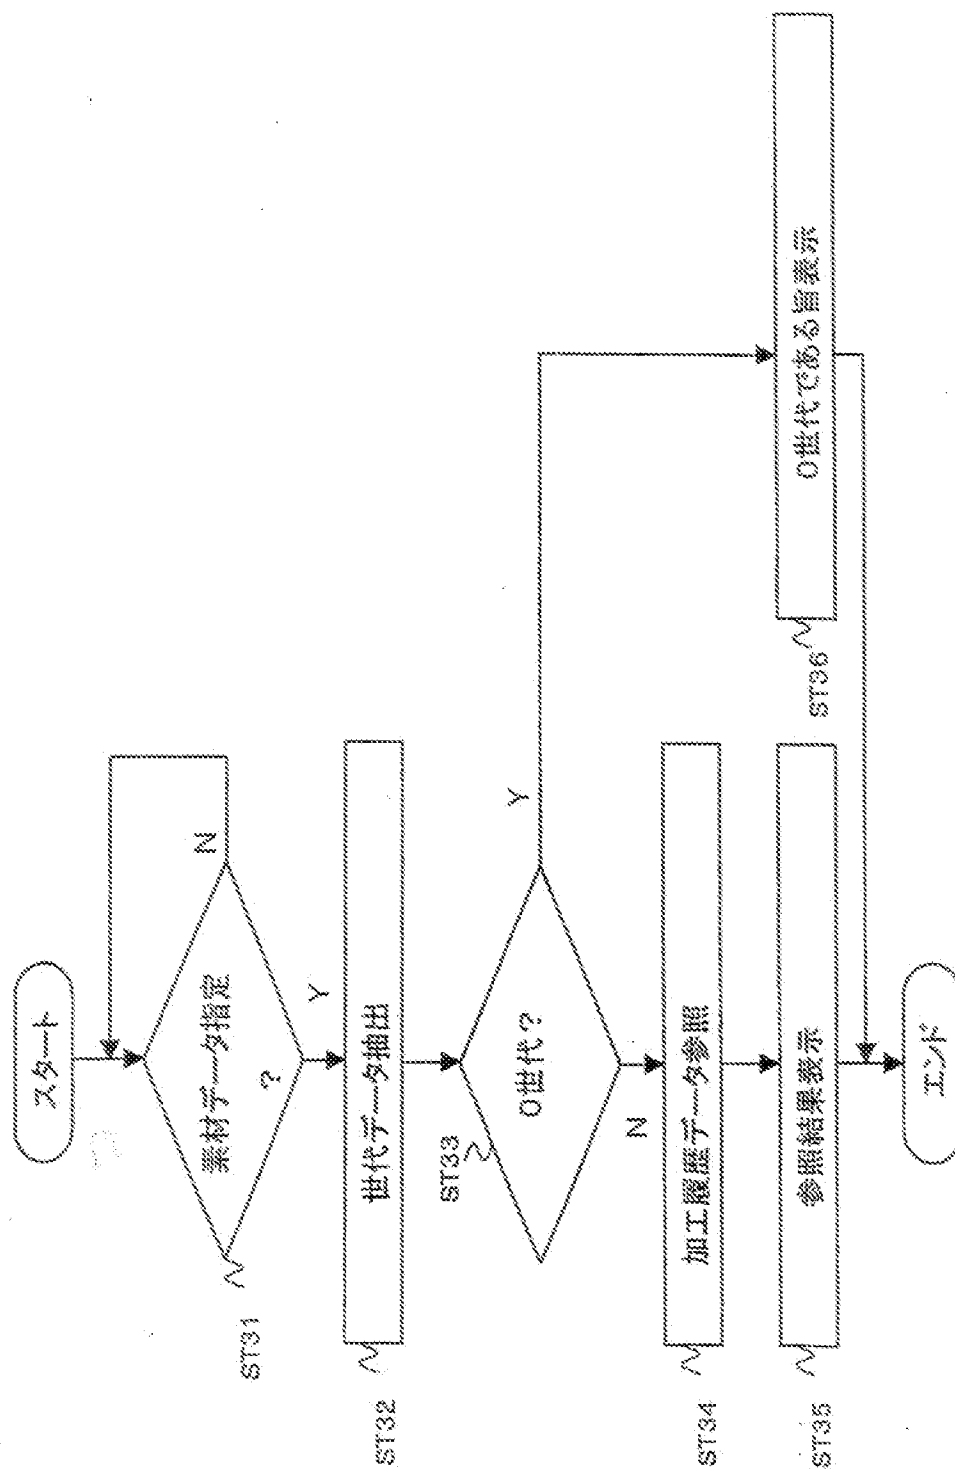 スタート
素材データ指定
?
N
Y
ST31
世代データ抽出
ST32
ST33
0世代?
Y
N
加工履歴データ参照
ST34
参照結果表示
ST35
0世代である旨表示
ST36
エンド